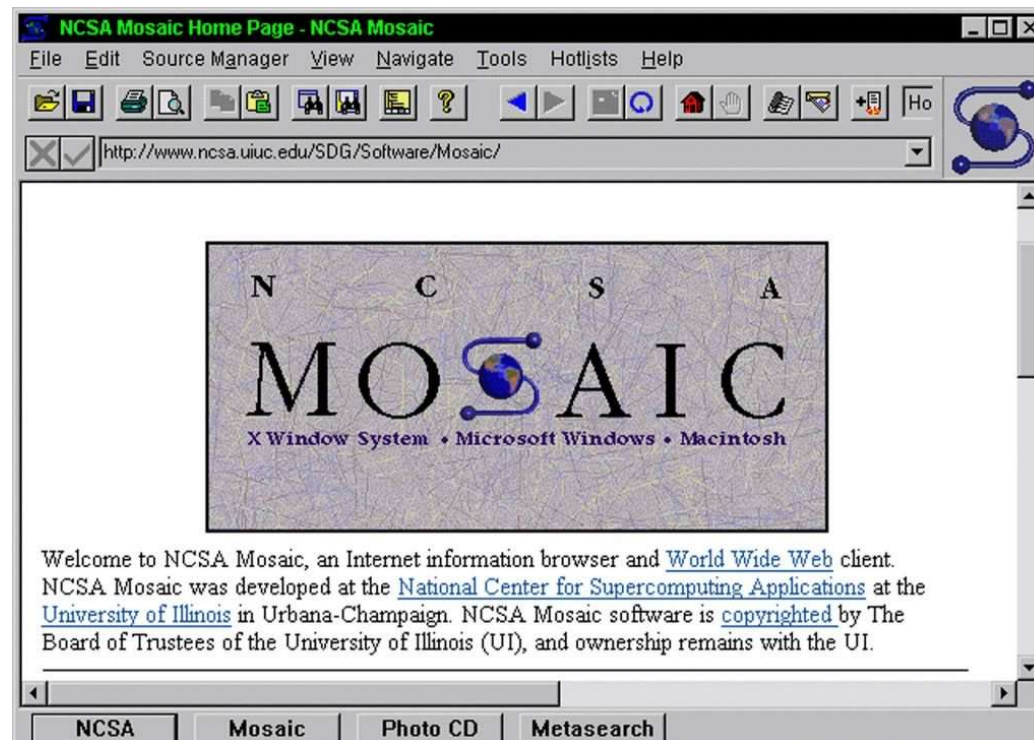 NCSA Mosaic Home Page - NCSA Mosaic
File Edit Source Manager View Navigate Tools Hotlists Help
Ho
http://www.ncsa.uiuc.edu/SDG/Software/Mosaic/
N C S A
MOSAIC
X Window System • Microsoft Windows • Macintosh
Welcome to NCSA Mosaic, an Internet information browser and World Wide Web client.
NCSA Mosaic was developed at the National Center for Supercomputing Applications at the
University of Illinois in Urbana-Champaign. NCSA Mosaic software is copyrighted by The
Board of Trustees of the University of Illinois (UI), and ownership remains with the UI.
NCSA Mosaic Photo CD Metasearch